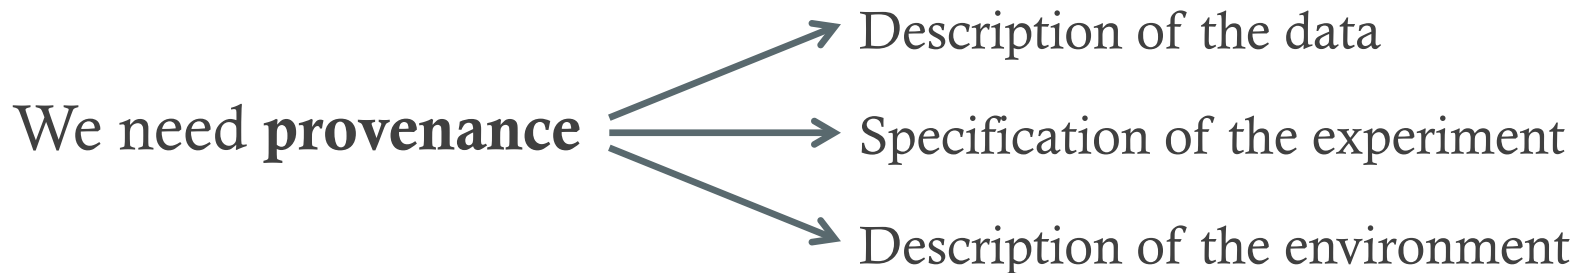 Description of the data
We need provenance
Specification of the experiment
Description of the environment